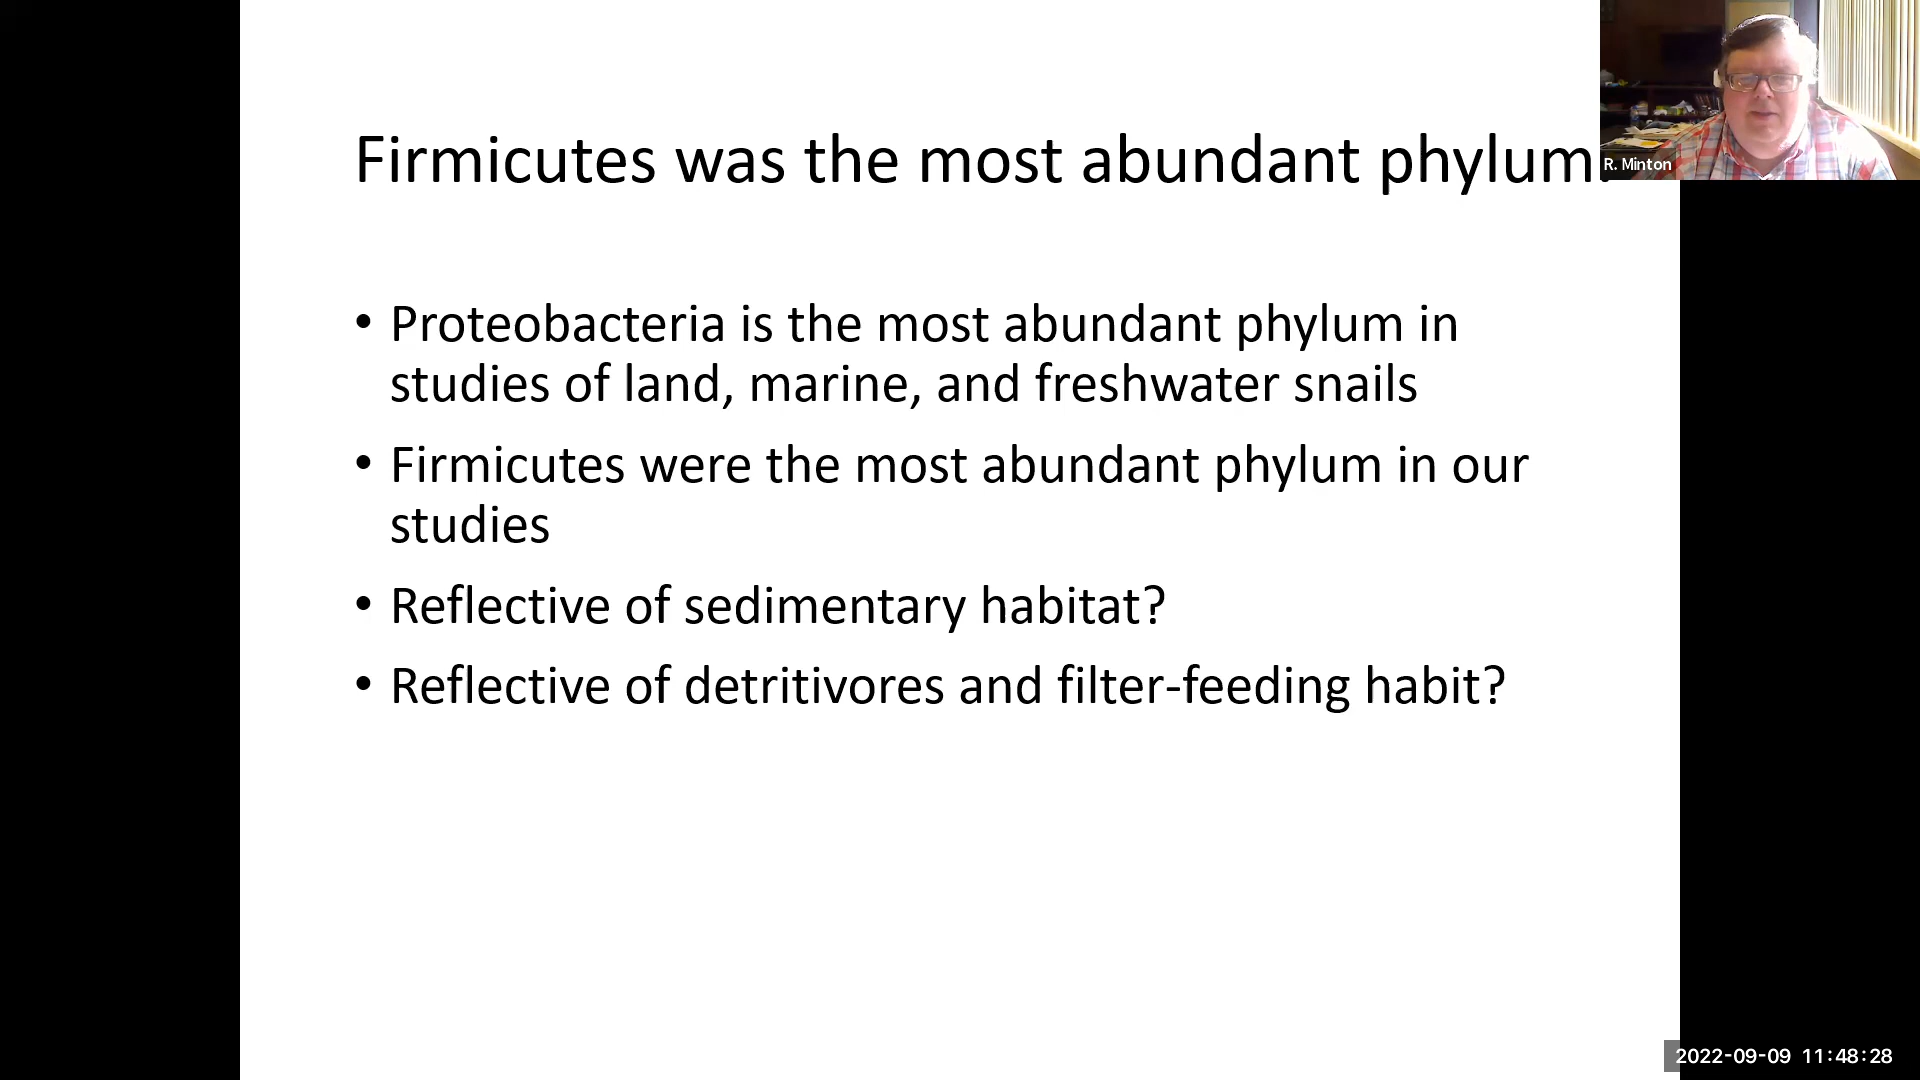 Firmicutes was the most abundant phylum.
R. Minton
• Proteobacteria is the most abundant phylum in
studies of land, marine, and freshwater snails
• Firmicutes were the most abundant phylum in our
studies
• Reflective of sedimentary habitat?
• Reflective of detritivores and filter-feeding habit?
2022-09-09 11:48:28